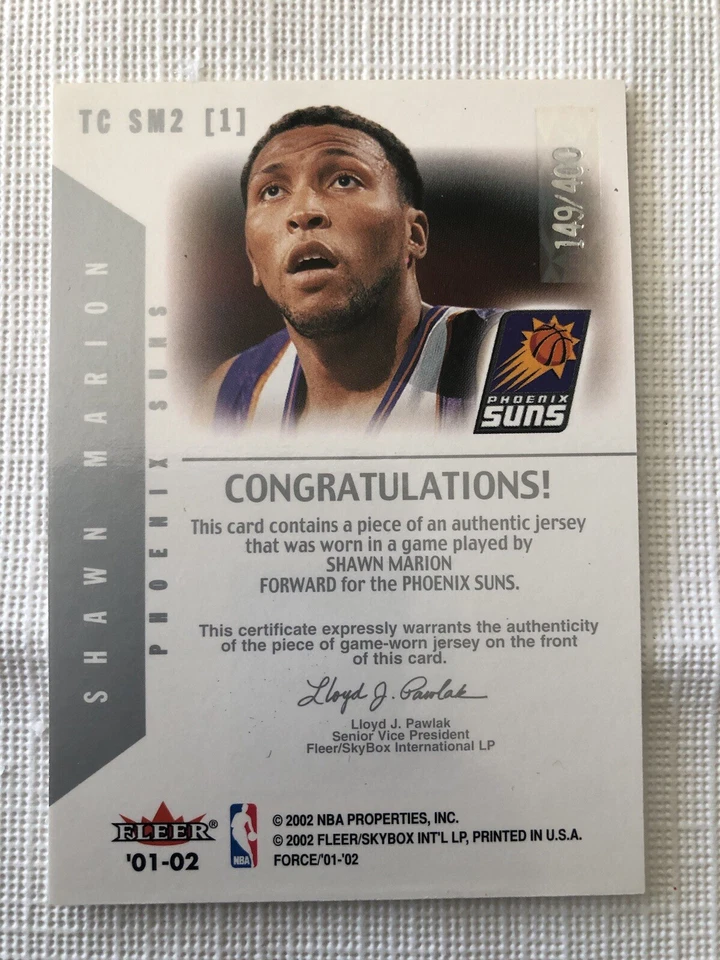 TC SM2 [1]
149/400
SHAWN MARION
PHOENIX SUNS
PHOENIX
SUNS
CONGRATULATIONS!
This card contains a piece of an authentic jersey
that was worn in a game played by
SHAWN MARION
FORWARD for the PHOENIX SUNS.
This certificate expressly warrants the authenticity
of the piece of game-worn jersey on the front
of this card.
Lloyd J. Pawlak
Lloyd J. Pawlak
Senior Vice President
Fleer/SkyBox International LP
FLEER®
'01-02
NBA
© 2002 NBA PROPERTIES, INC.
© 2002 FLEER/SKYBOX INT'L LP, PRINTED IN U.S.A.
FORCE/'01-'02